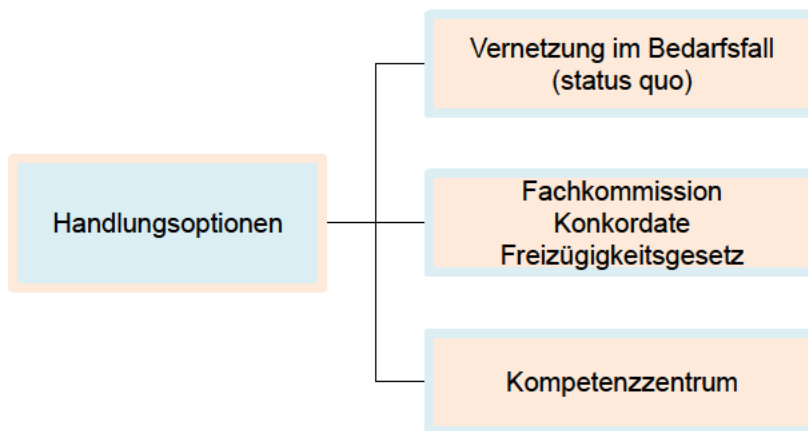 Vernetzung im Bedarfsfall
(status quo)
Handlungsoptionen
Fachkommission
Konkordate
Freizügigkeitsgesetz
Kompetenzzentrum